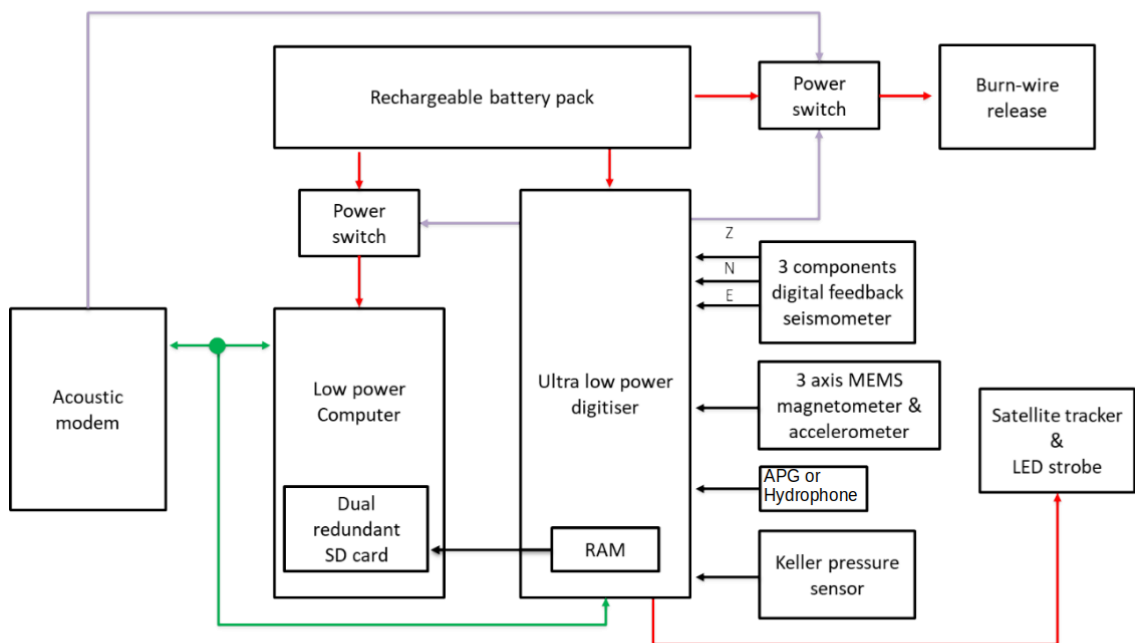 Rechargeable battery pack
Power
switch
Burn-wire
release
Power
switch
Z
N
E
3 components
digital feedback
seismometer
Acoustic
modem
Low power
Computer
Ultra low power
digitiser
3 axis MEMS
magnetometer &
accelerometer
Satellite tracker
&
LED strobe
APG or
Hydrophone
Dual
redundant
SD card
RAM
Keller pressure
sensor